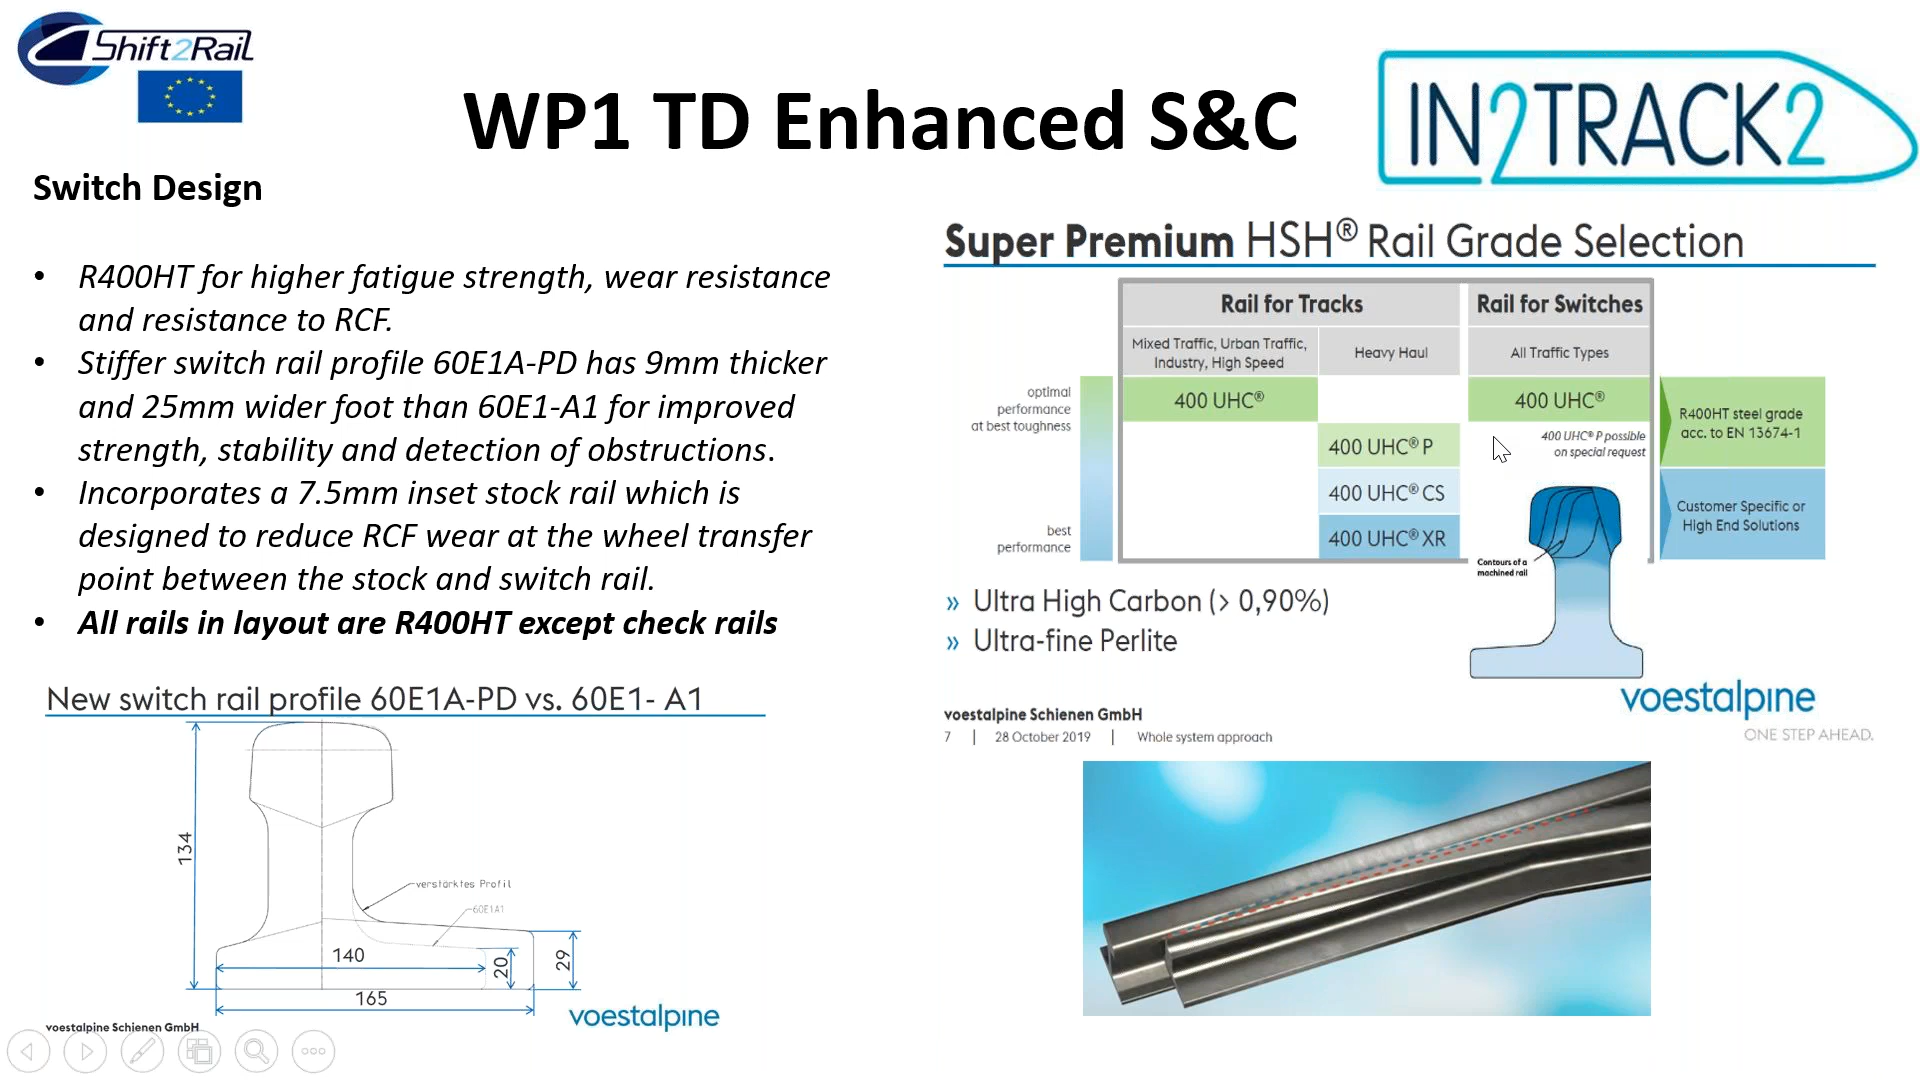 Shift2Rail
WP1 TD Enhanced S&C
IN2TRACK2
Switch Design
• R400HT for higher fatigue strength, wear resistance
and resistance to RCF.
• Stiffer switch rail profile 60E1A-PD has 9mm thicker
and 25mm wider foot than 60E1-A1 for improved
strength, stability and detection of obstructions.
• Incorporates a 7.5mm inset stock rail which is
designed to reduce RCF wear at the wheel transfer
point between the stock and switch rail.
• All rails in layout are R400HT except check rails
New switch rail profile 60E1A-PD vs. 60E1- A1
134
verstärktes Profil
60E1A1
140
20
29
165
voestalpine
voestalpine Schienen GmbH
Super Premium HSH® Rail Grade Selection
Rail for Tracks
Rail for Switches
Mixed Traffic, Urban Traffic,
Industry, High Speed
Heavy Haul
All Traffic Types
optimal
performance
at best toughness
400 UHC®
400 UHC®
R400HT steel grade
acc. to EN 13674-1
400 UHC® P
400 UHC® P possible
on special request
400 UHC® CS
Customer Specific or
High End Solutions
best
performance
400 UHC® XR
Contours of a
machined rail
» Ultra High Carbon (> 0,90%)
» Ultra-fine Perlite
voestalpine
ONE STEP AHEAD.
voestalpine Schienen GmbH
7 | 28 October 2019 | Whole system approach